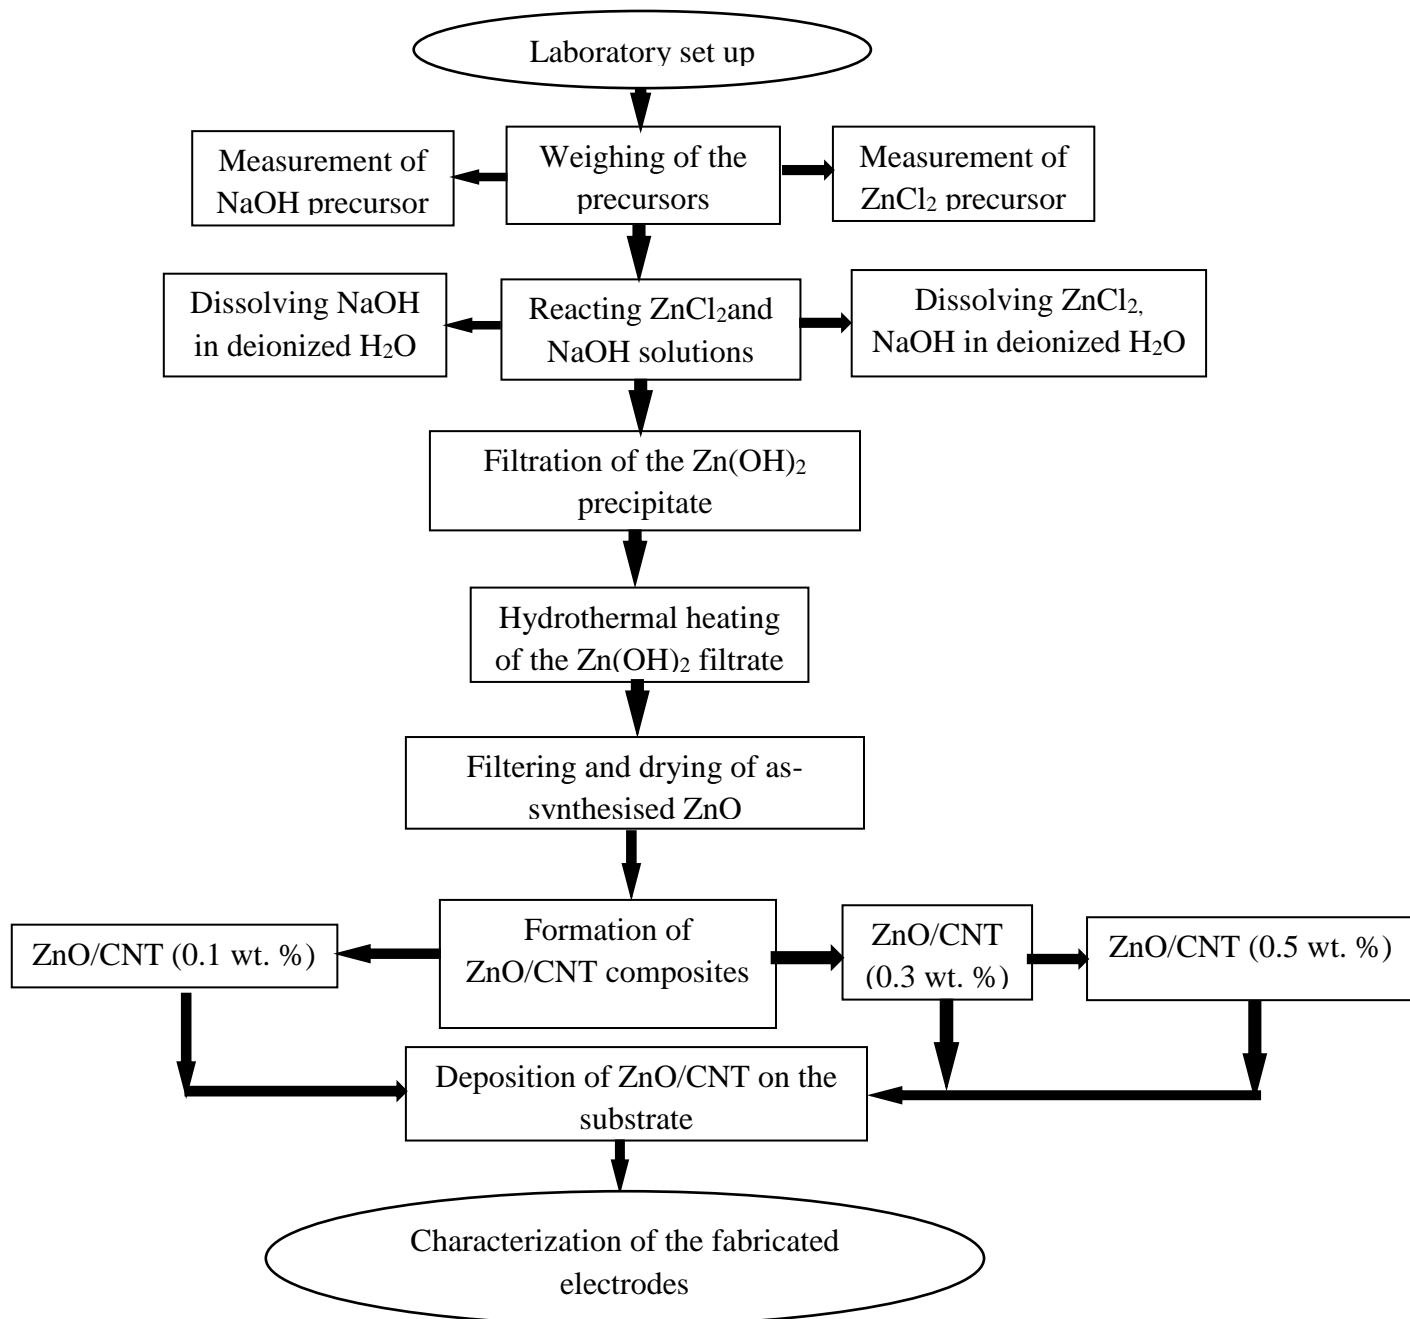 Laboratory set up
Measurement of
NaOH precursor
Weighing of the
precursors
Measurement of
ZnCl₂ precursor
Dissolving NaOH
in deionized H₂O
Reacting ZnCl₂and
NaOH solutions
Dissolving ZnCl₂,
NaOH in deionized H₂O
Filtration of the Zn(OH)₂
precipitate
Hydrothermal heating
of the Zn(OH)₂ filtrate
Filtering and drying of as-
synthesised ZnO
ZnO/CNT (0.1 wt. %)
Formation of
ZnO/CNT composites
ZnO/CNT
(0.3 wt. %)
ZnO/CNT (0.5 wt. %)
Deposition of ZnO/CNT on the
substrate
Characterization of the fabricated
electrodes